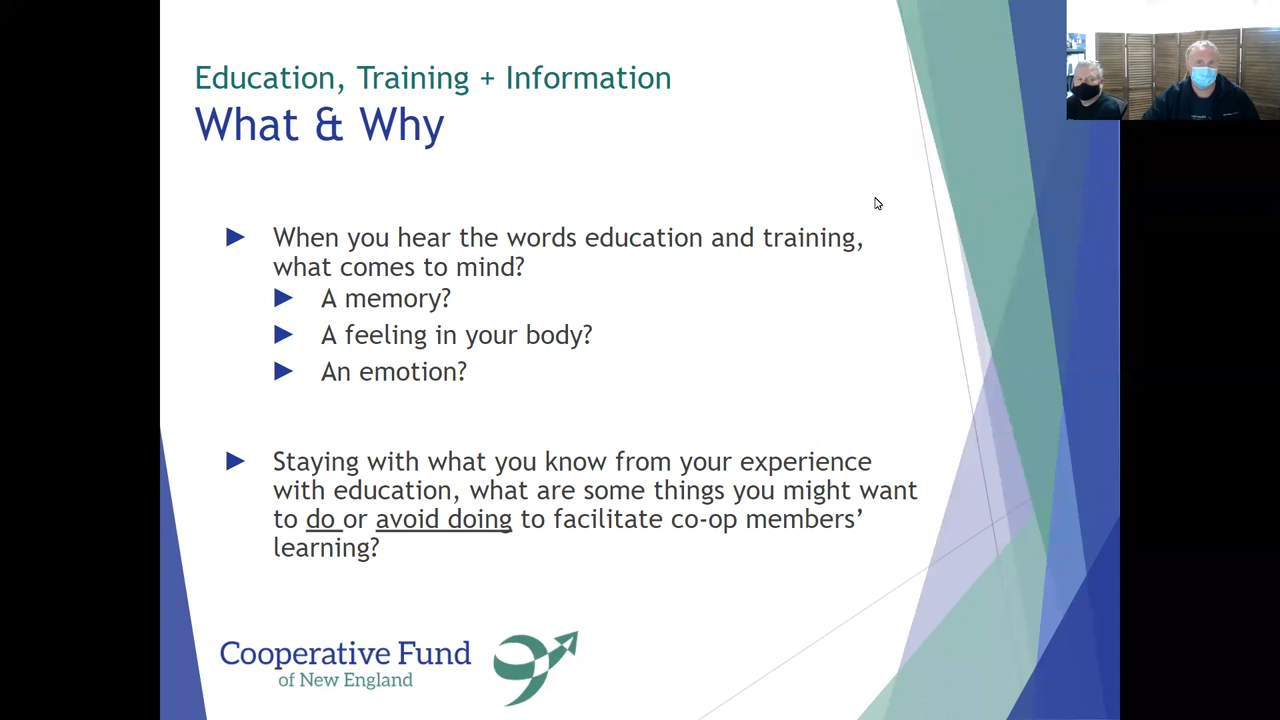 Education, Training + Information
What & Why
When you hear the words education and training,
what comes to mind?
A memory?
A feeling in your body?
An emotion?
Staying with what you know from your experience
with education, what are some things you might want
to do or avoid doing to facilitate co-op members’
learning?
Cooperative Fund
of New England